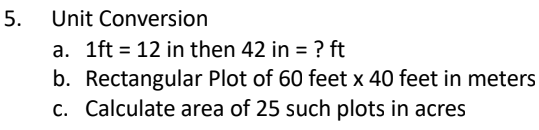 5. Unit Conversion
a. 1ft = 12 in then 42 in = ? ft
b. Rectangular Plot of 60 feet x 40 feet in meters
c. Calculate area of 25 such plots in acres